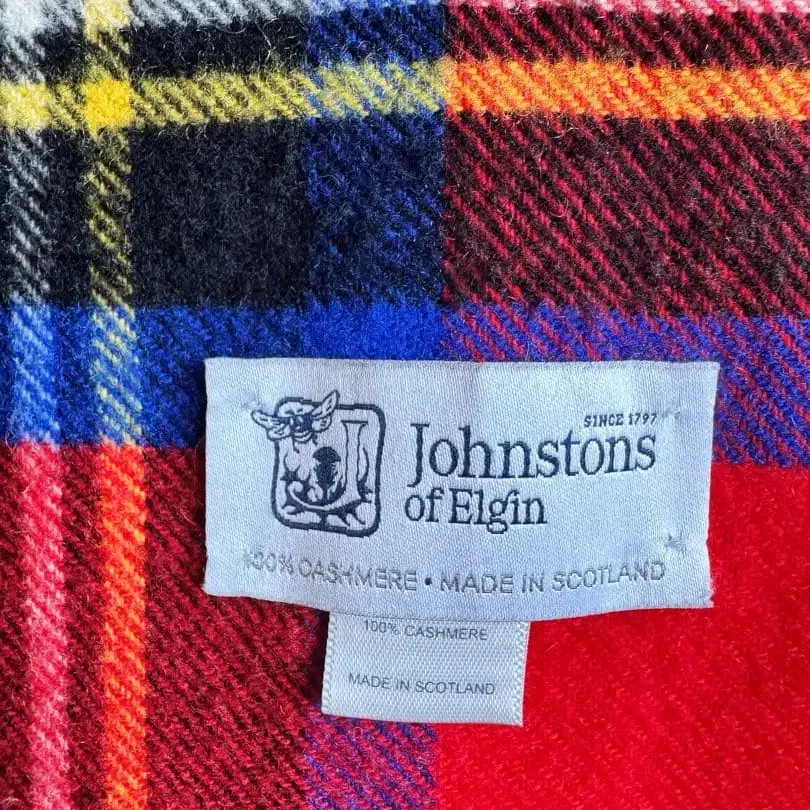 SINCE 1797
Johnstons
of Elgin
100% CASHMERE • MADE IN SCOTLAND
100% CASHMERE
MADE IN SCOTLAND